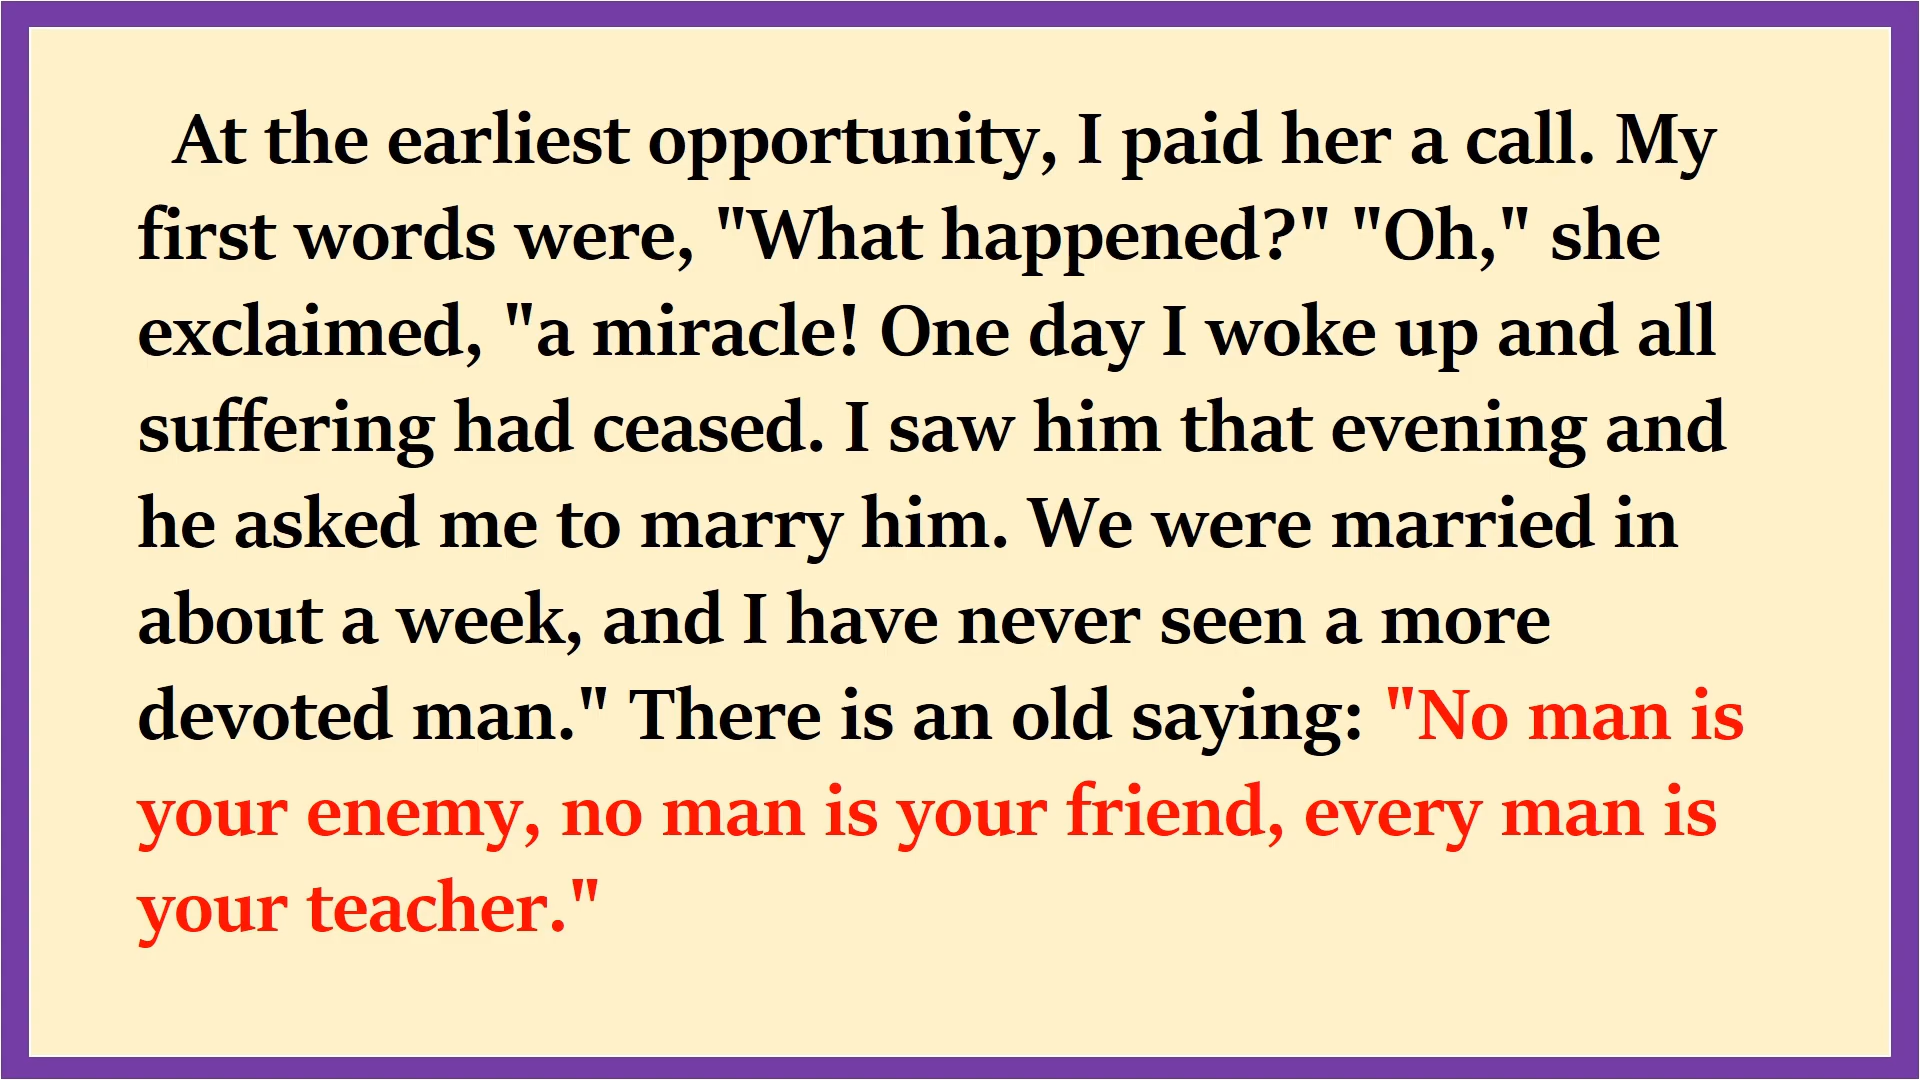 At the earliest opportunity, I paid her a call. My
first words were, "What happened?" "Oh," she
exclaimed, "a miracle! One day I woke up and all
suffering had ceased. I saw him that evening and
he asked me to marry him. We were married in
about a week, and I have never seen a more
devoted man." There is an old saying: "No man is
your enemy, no man is your friend, every man is
your teacher."